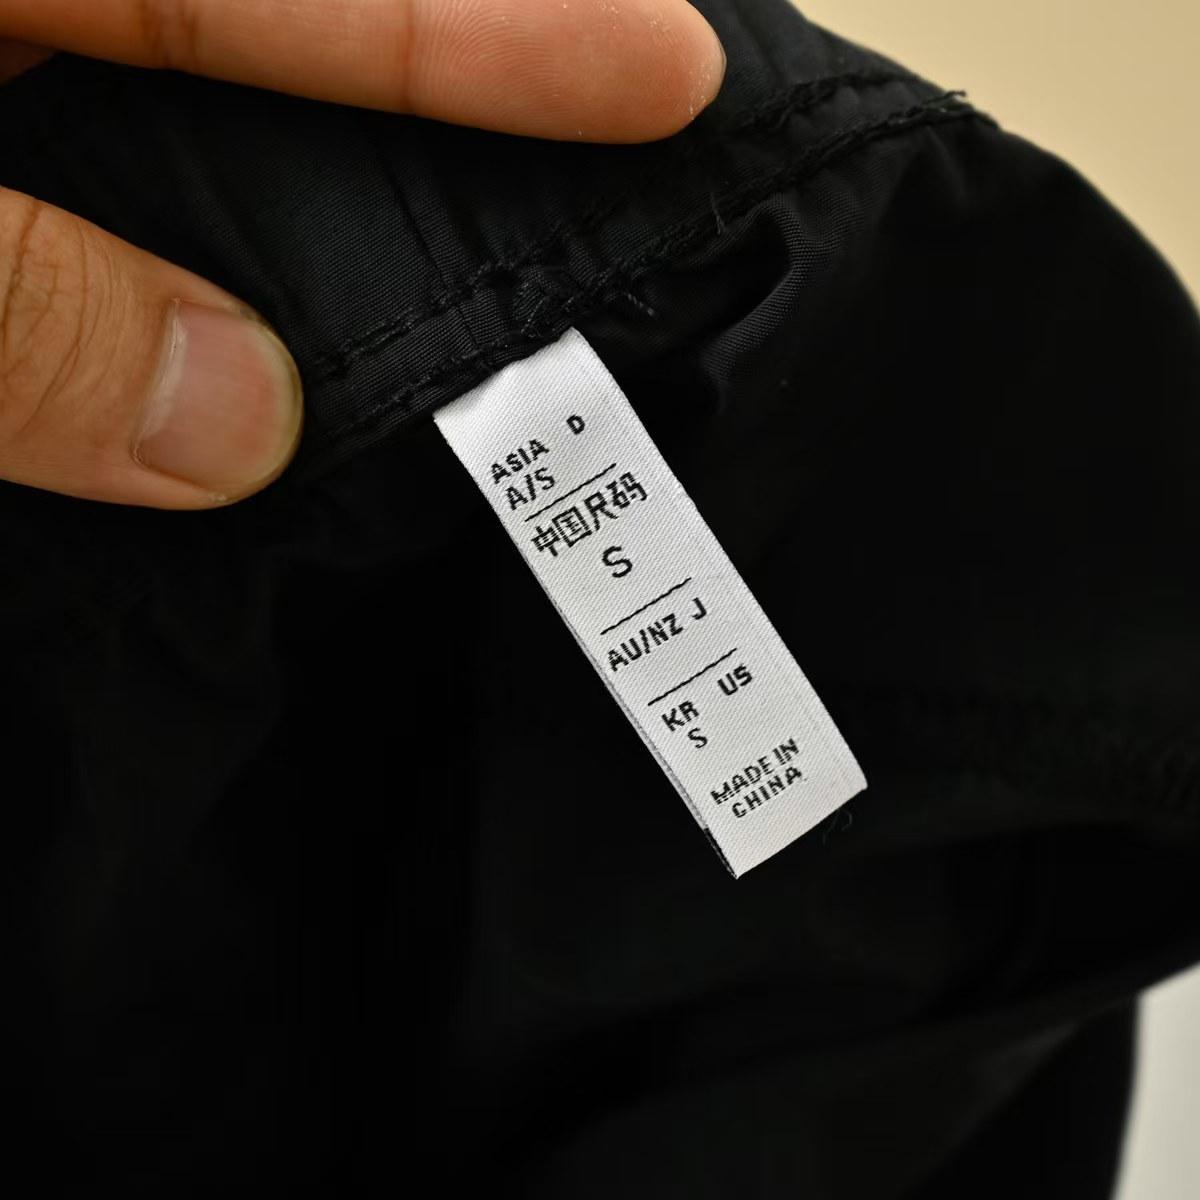 ASIA D
A/S
中国尺码
S
AU/NZ J
KR US
S
MADE IN
CHINA